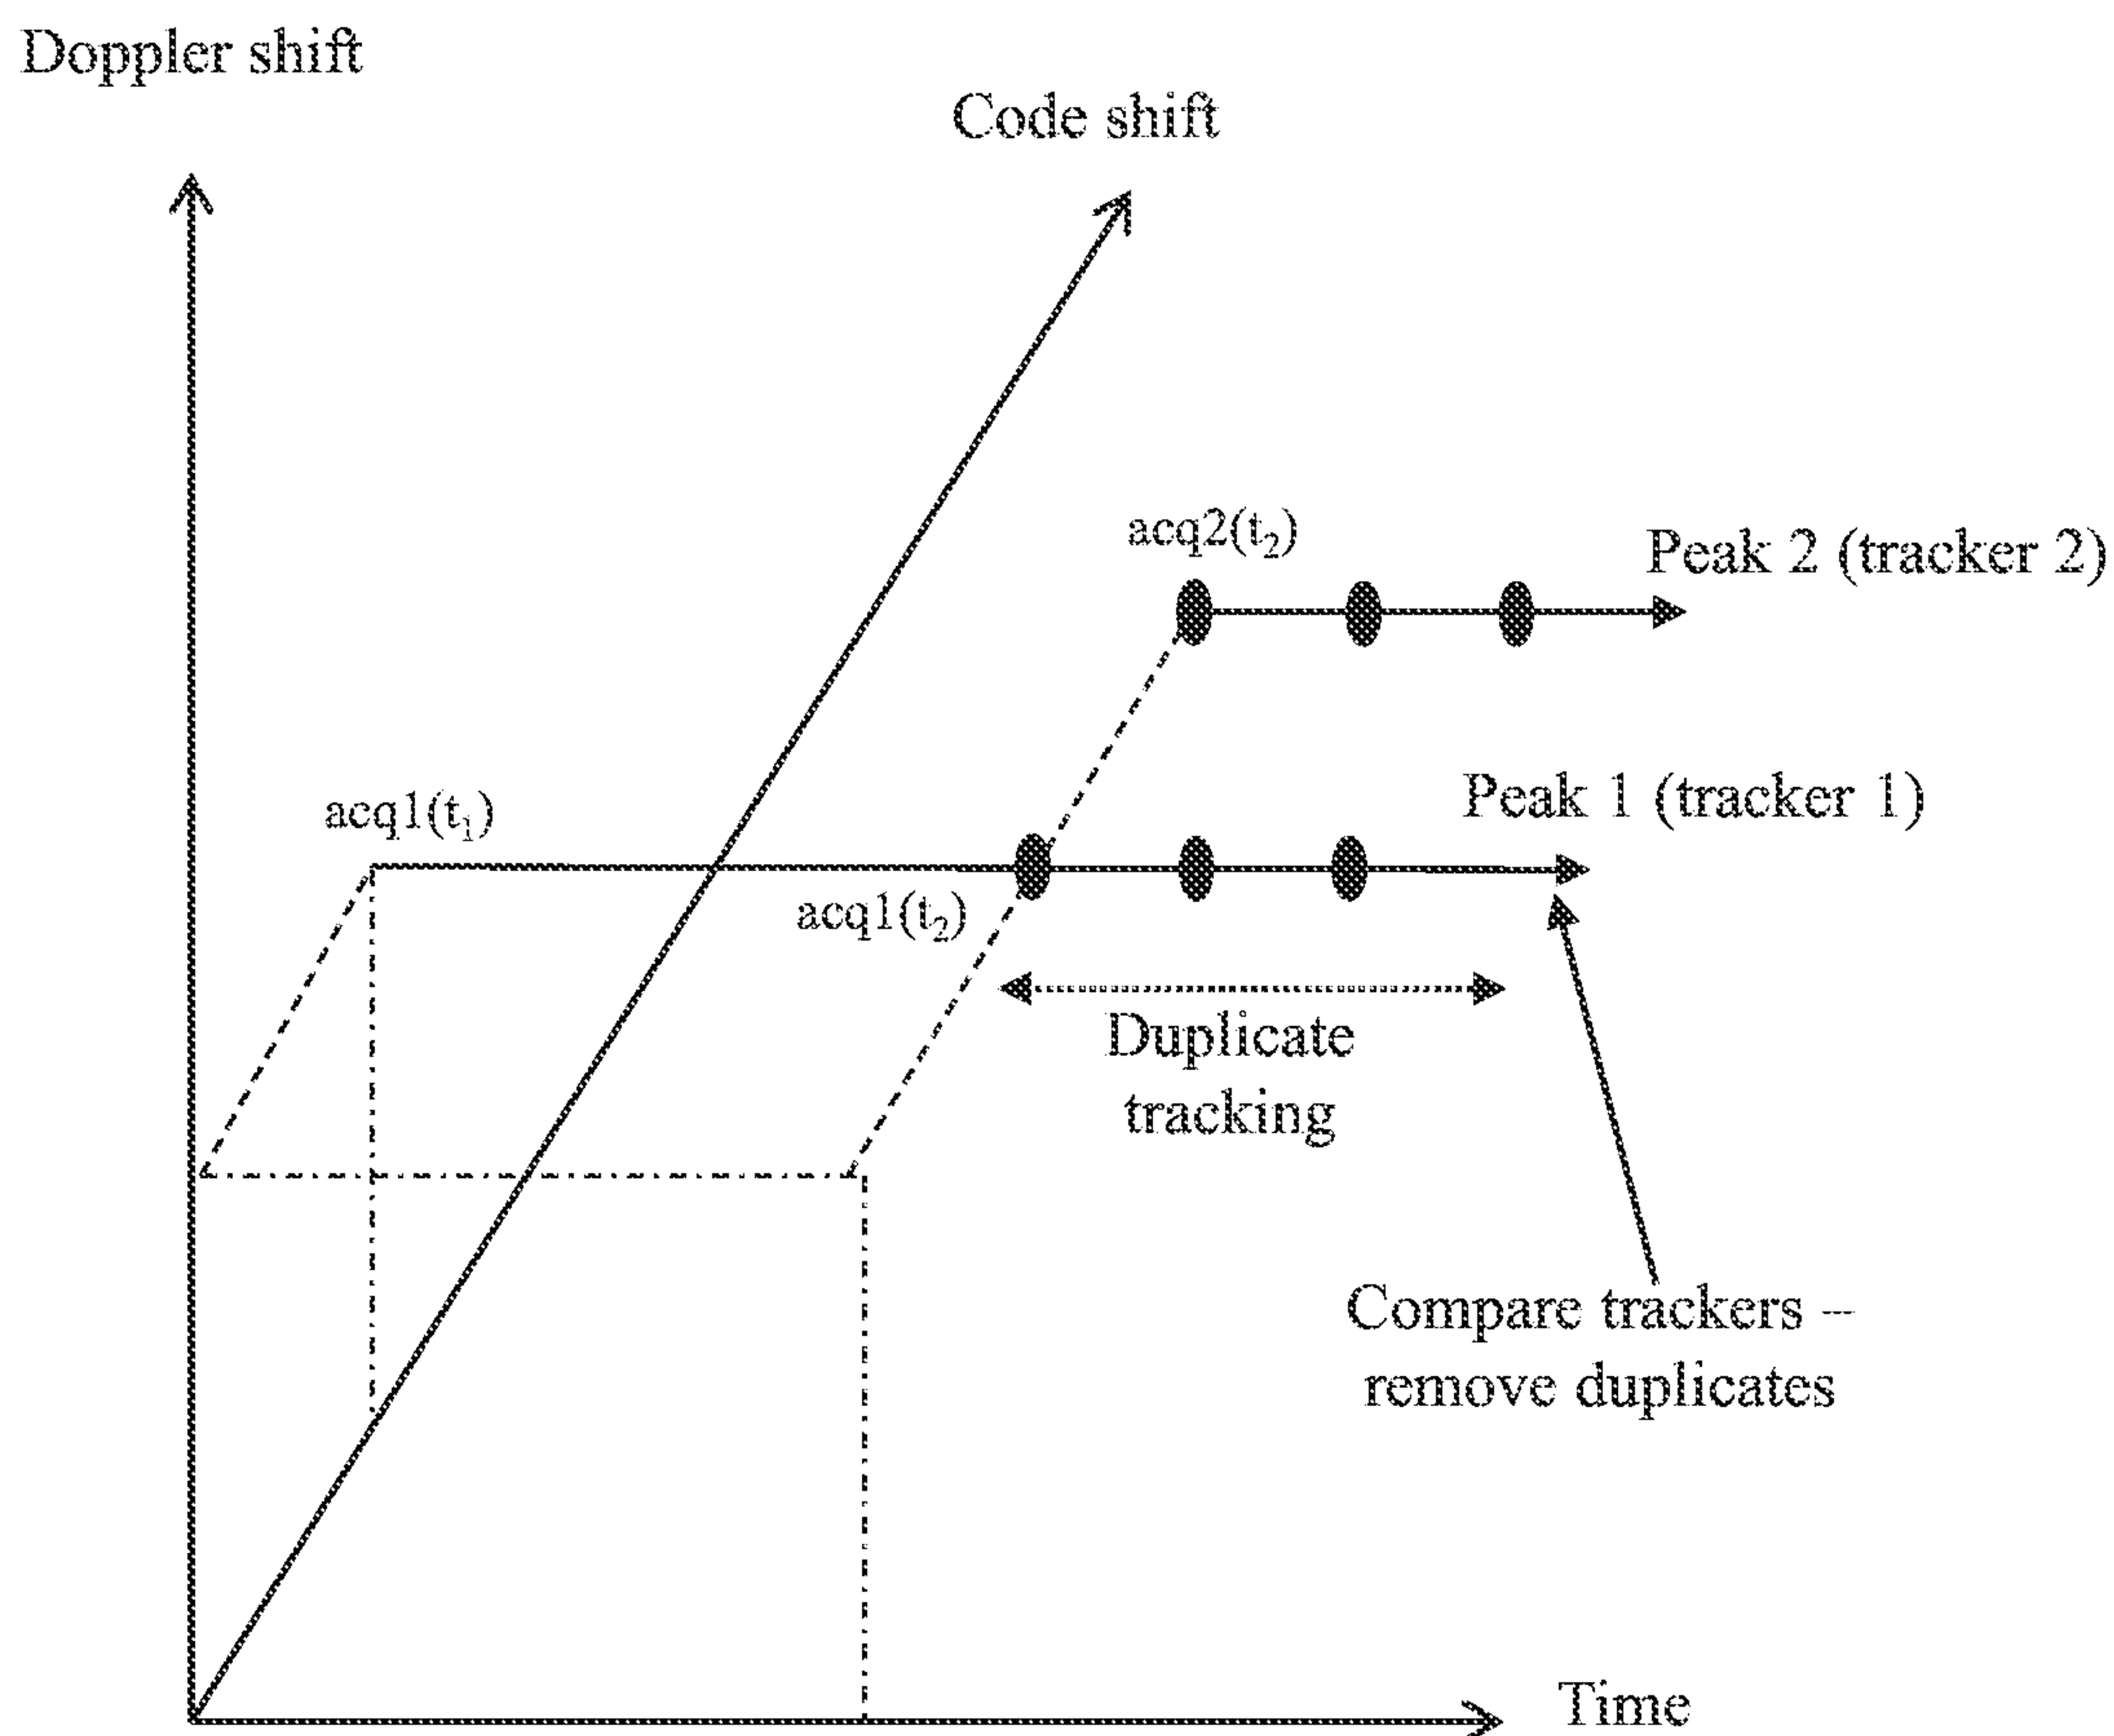 Doppler shift
Code shift
acq2(t₂)
Peak 2 (tracker 2)
acq1(t₁)
Peak 1 (tracker 1)
acq1(t₂)
Duplicate
tracking
Compare trackers –
remove duplicates
Time